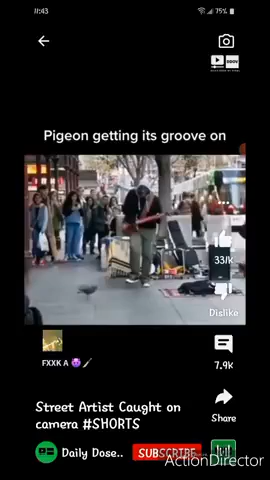 11:43
75%
Pigeon getting its groove on
331k
Dislike
FXXK A 😈🎸
7.9k
Share
Street Artist Caught on
camera #SHORTS
Daily Dose..
SUBSCRIBE
ActionDirector